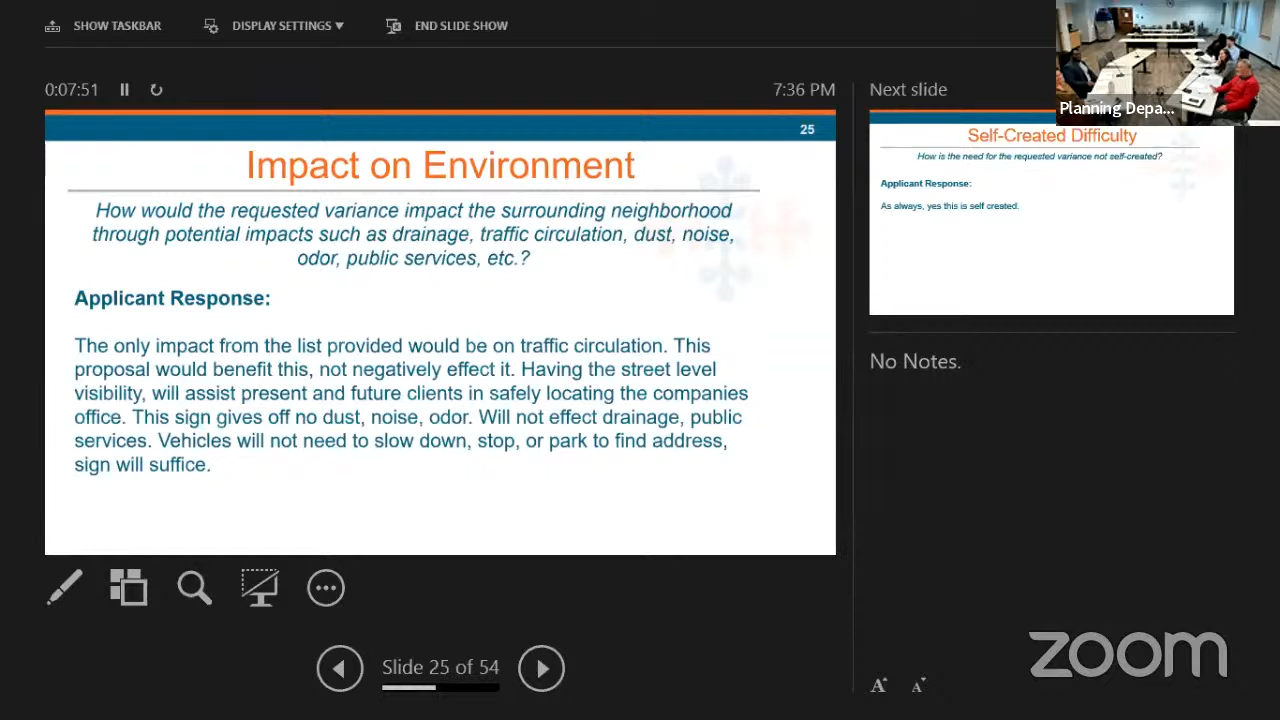 SHOW TASKBAR
DISPLAY SETTINGS
END SLIDE SHOW
Planning Depa...
0:07:51
7:36 PM
Next slide
25
Impact on Environment
How would the requested variance impact the surrounding neighborhood
through potential impacts such as drainage, traffic circulation, dust, noise,
odor, public services, etc.?
Applicant Response:
The only impact from the list provided would be on traffic circulation. This
proposal would benefit this, not negatively effect it. Having the street level
visibility, will assist present and future clients in safely locating the companies
office. This sign gives off no dust, noise, odor. Will not effect drainage, public
services. Vehicles will not need to slow down, stop, or park to find address,
sign will suffice.
Self-Created Difficulty
How is the need for the requested variance not self-created?
Applicant Response:
As always, yes this is self created.
No Notes.
Slide 25 of 54
A A
zoom